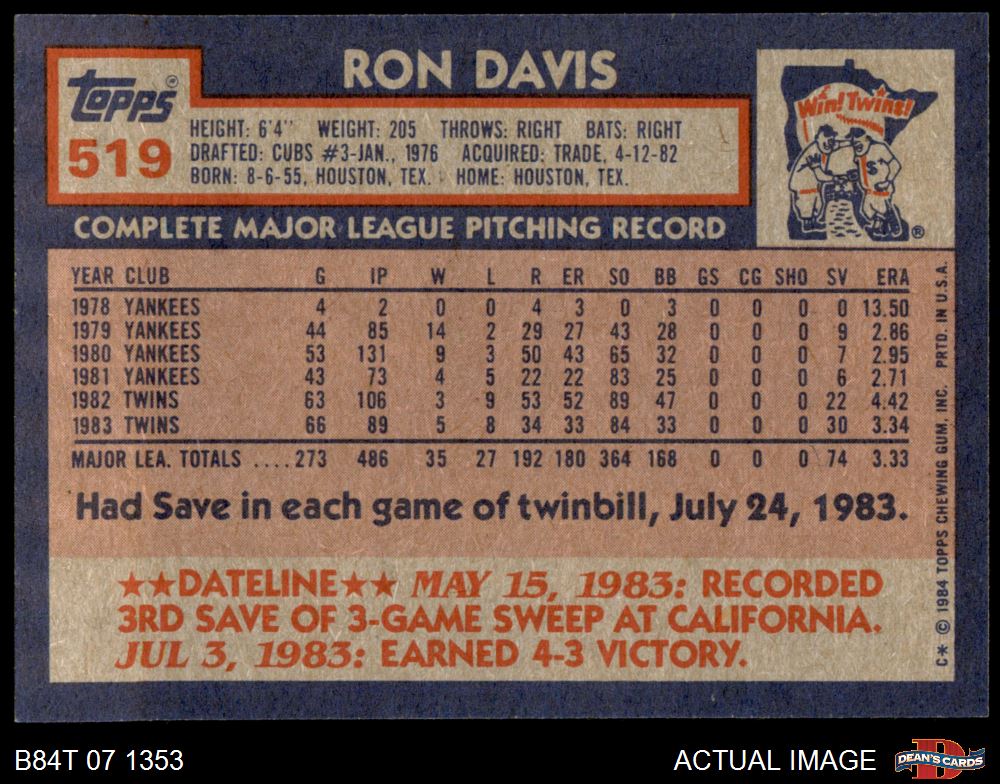 RON DAVIS
Topps®
519
HEIGHT: 6'4" WEIGHT: 205 THROWS: RIGHT BATS: RIGHT
DRAFTED: CUBS #3-JAN., 1976 ACQUIRED: TRADE, 4-12-82
BORN: 8-6-55, HOUSTON, TEX. HOME: HOUSTON, TEX.
Win! Twins!
®
COMPLETE MAJOR LEAGUE PITCHING RECORD
YEAR CLUB G IP W L R ER SO BB GS CG SHO SV ERA
1978 YANKEES 4 2 0 0 4 3 0 3 0 0 0 0 13.50
1979 YANKEES 44 85 14 2 29 27 43 28 0 0 0 9 2.86
1980 YANKEES 53 131 9 3 50 43 65 32 0 0 0 7 2.95
1981 YANKEES 43 73 4 5 22 22 83 25 0 0 0 6 2.71
1982 TWINS 63 106 3 9 53 52 89 47 0 0 0 22 4.42
1983 TWINS 66 89 5 8 34 33 84 33 0 0 0 30 3.34
MAJOR LEA. TOTALS ....273 486 35 27 192 180 364 168 0 0 0 74 3.33
Had Save in each game of twinbill, July 24, 1983.
★★DATELINE★★ MAY 15, 1983: RECORDED
3RD SAVE OF 3-GAME SWEEP AT CALIFORNIA.
JUL 3, 1983: EARNED 4-3 VICTORY.
C* © 1984 TOPPS CHEWING GUM, INC. PRTD. IN U.S.A.
B84T 07 1353
ACTUAL IMAGE
DEAN'S CARDS